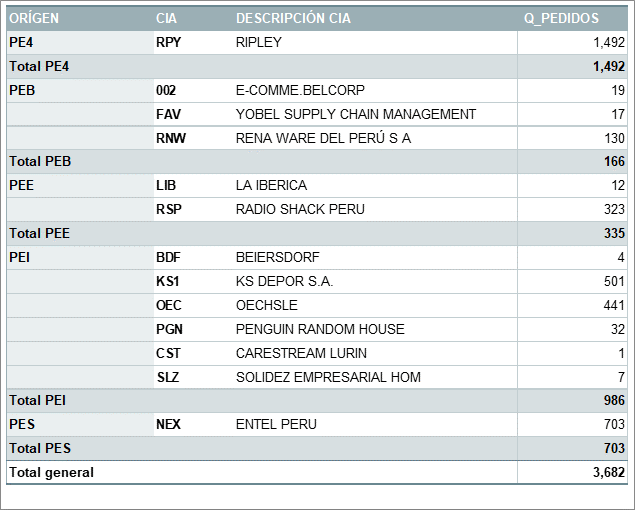 ORÍGEN CIA DESCRIPCIÓN CIA Q_PEDIDOS
PE4 RPY RIPLEY 1,492
Total PE4 1,492
PEB 002 E-COMME.BELCORP 19
FAV YOBEL SUPPLY CHAIN MANAGEMENT 17
RNW RENA WARE DEL PERÚ S A 130
Total PEB 166
PEE LIB LA IBERICA 12
RSP RADIO SHACK PERU 323
Total PEE 335
PEI BDF BEIERSDORF 4
KS1 KS DEPOR S.A. 501
OEC OECHSLE 441
PGN PENGUIN RANDOM HOUSE 32
CST CARESTREAM LURIN 1
SLZ SOLIDEZ EMPRESARIAL HOM 7
Total PEI 986
PES NEX ENTEL PERU 703
Total PES 703
Total general 3,682